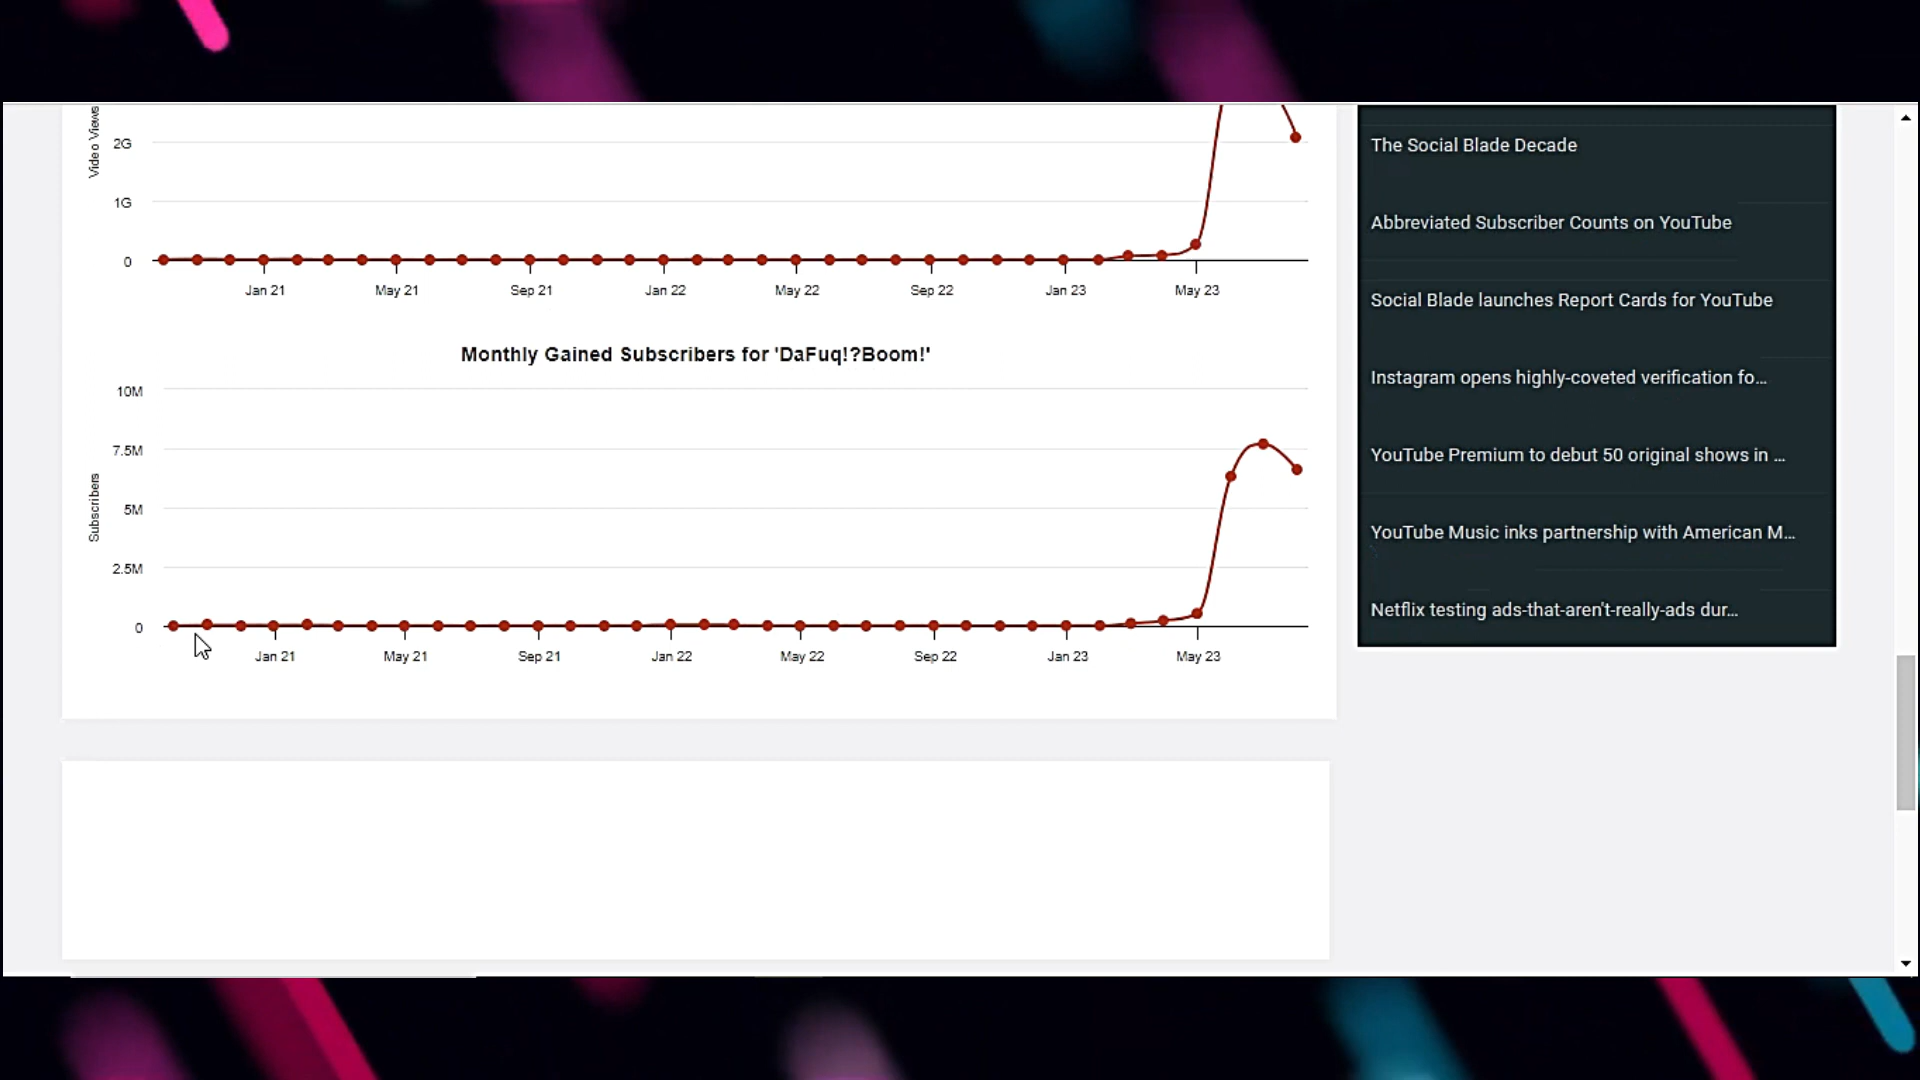 Video Views
2G
1G
0
Jan 21
May 21
Sep 21
Jan 22
May 22
Sep 22
Jan 23
May 23
Monthly Gained Subscribers for 'DaFuq!?Boom!'
Subscribers
10M
7.5M
5M
2.5M
0
Jan 21
May 21
Sep 21
Jan 22
May 22
Sep 22
Jan 23
May 23
The Social Blade Decade
Abbreviated Subscriber Counts on YouTube
Social Blade launches Report Cards for YouTube
Instagram opens highly-coveted verification fo...
YouTube Premium to debut 50 original shows in ...
YouTube Music inks partnership with American M...
Netflix testing ads-that-aren't-really-ads dur...